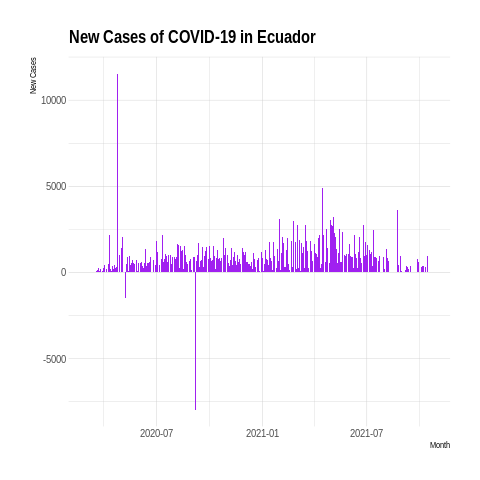 New Cases of COVID-19 in Ecuador
New Cases
10000
5000
0
-5000
2020-07
2021-01
2021-07
Month